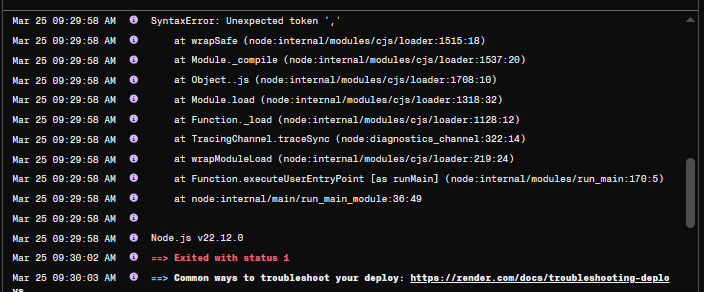 Mar 25 09:29:58 AM SyntaxError: Unexpected token ','
Mar 25 09:29:58 AM at wrapSafe (node:internal/modules/cjs/loader:1515:18)
Mar 25 09:29:58 AM at Module._compile (node:internal/modules/cjs/loader:1537:20)
Mar 25 09:29:58 AM at Object..js (node:internal/modules/cjs/loader:1708:10)
Mar 25 09:29:58 AM at Module.load (node:internal/modules/cjs/loader:1318:32)
Mar 25 09:29:58 AM at Function._load (node:internal/modules/cjs/loader:1128:12)
Mar 25 09:29:58 AM at TracingChannel.traceSync (node:diagnostics_channel:322:14)
Mar 25 09:29:58 AM at wrapModuleLoad (node:internal/modules/cjs/loader:219:24)
Mar 25 09:29:58 AM at Function.executeUserEntryPoint [as runMain] (node:internal/modules/run_main:170:5)
Mar 25 09:29:58 AM at node:internal/main/run_main_module:36:49
Mar 25 09:29:58 AM
Mar 25 09:29:58 AM Node.js v22.12.0
Mar 25 09:30:02 AM ==> Exited with status 1
Mar 25 09:30:03 AM ==> Common ways to troubleshoot your deploy: https://render.com/docs/troubleshooting-deplo
ys